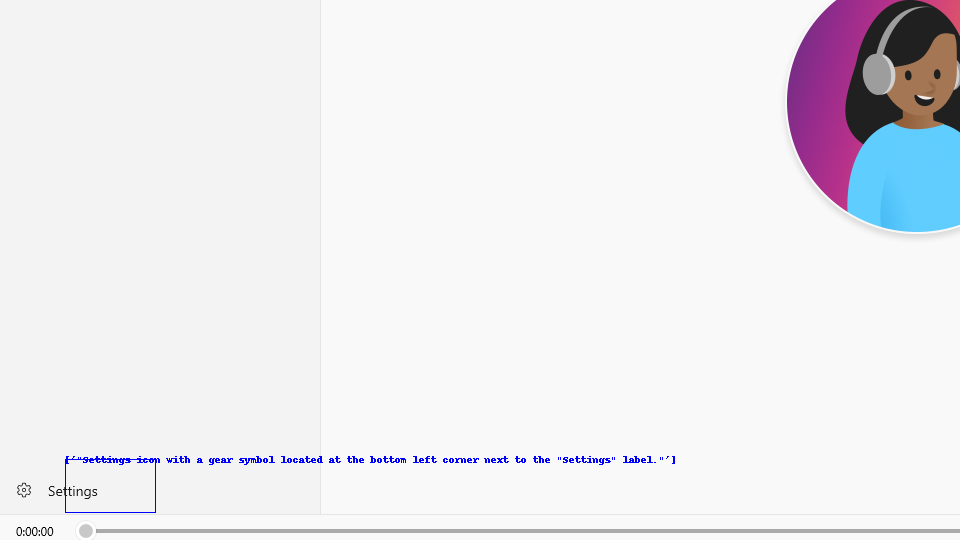 ['"Settings icon with a gear symbol located at the bottom left corner next to the "Settings" label."']
Settings
0:00:00